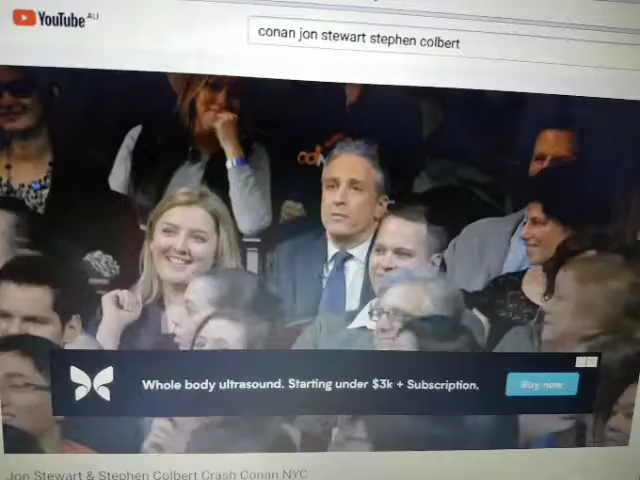 YouTube AU
conan jon stewart stephen colbert
Whole body ultrasound. Starting under $3k + Subscription.
Buy now
Jon Stewart & Stephen Colbert Crash Conan NYC